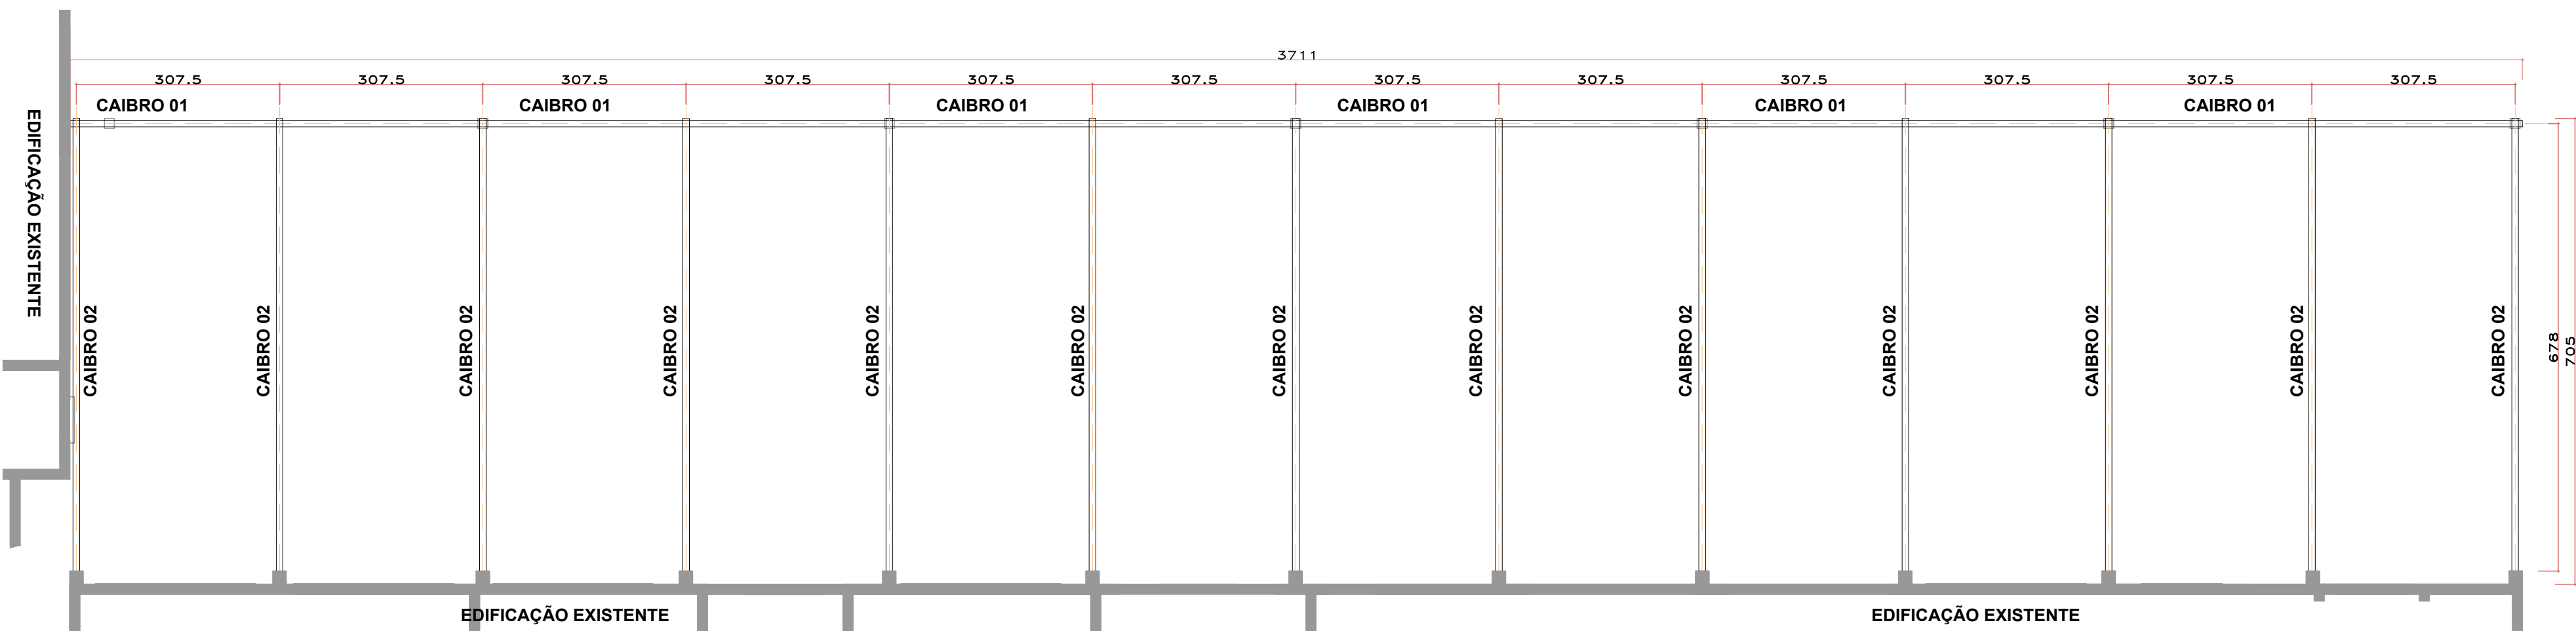 3711
307.5 307.5 307.5 307.5 307.5 307.5 307.5 307.5 307.5 307.5 307.5 307.5
CAIBRO 01 CAIBRO 01 CAIBRO 01 CAIBRO 01 CAIBRO 01 CAIBRO 01
EDIFICAÇÃO EXISTENTE
CAIBRO 02
CAIBRO 02
CAIBRO 02
CAIBRO 02
CAIBRO 02
CAIBRO 02
CAIBRO 02
CAIBRO 02
CAIBRO 02
CAIBRO 02
CAIBRO 02
CAIBRO 02
CAIBRO 02
678
705
EDIFICAÇÃO EXISTENTE EDIFICAÇÃO EXISTENTE